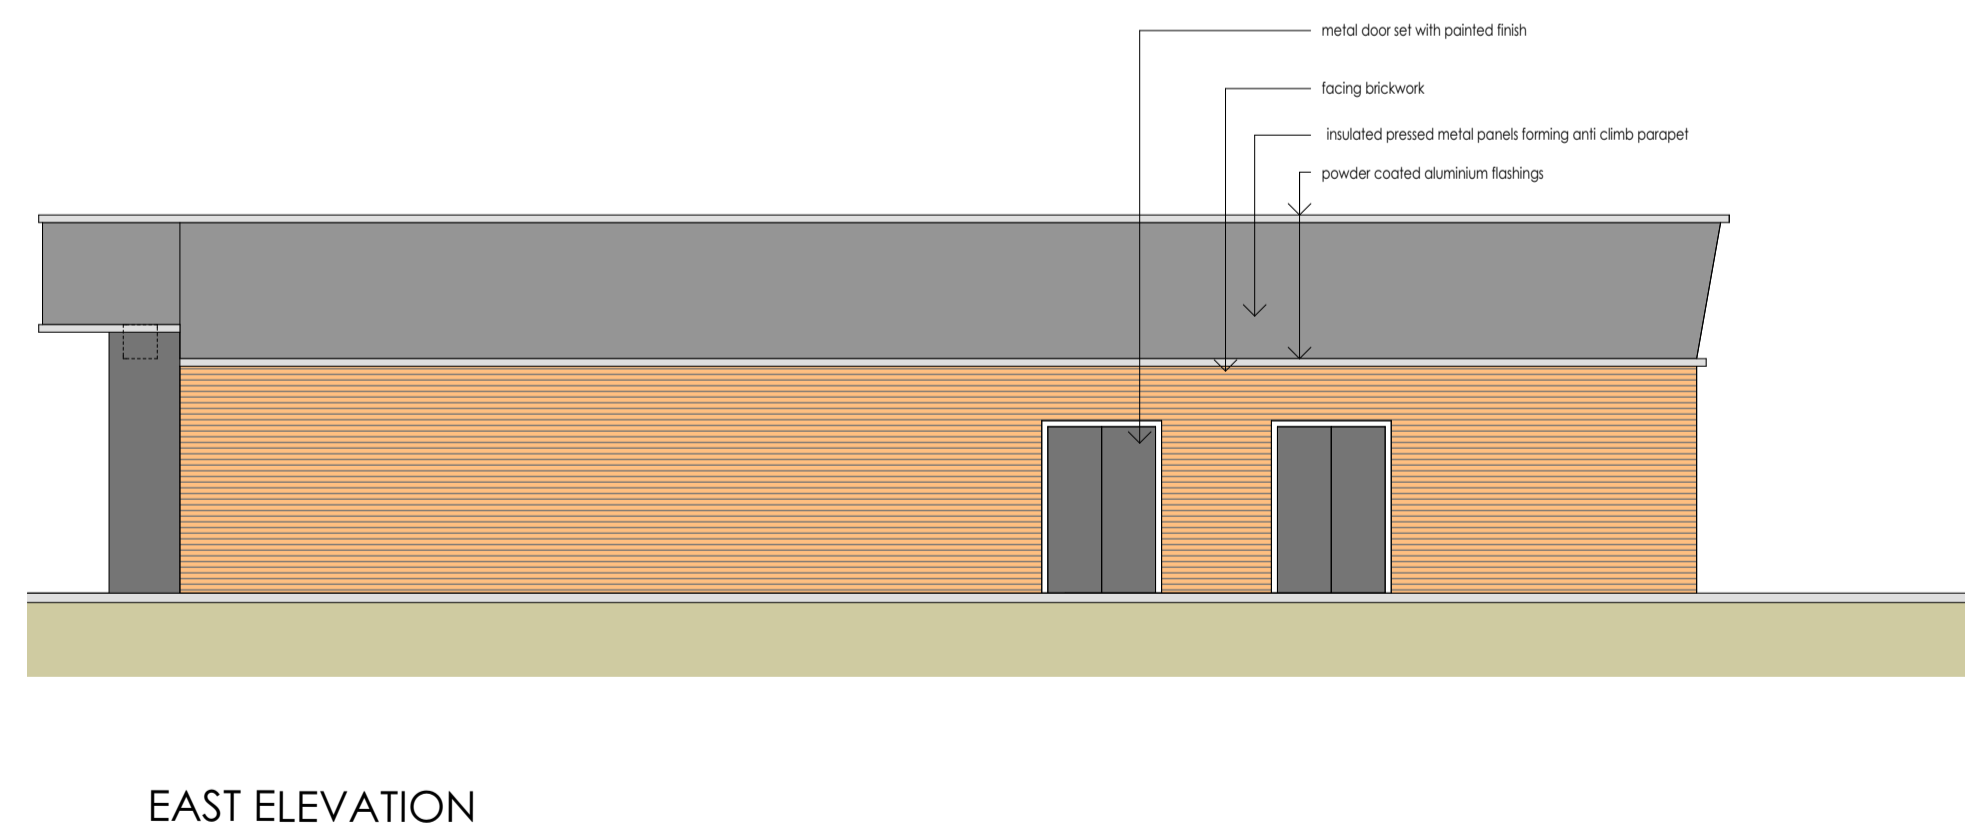 metal door set with painted finish
facing brickwork
insulated pressed metal panels forming anti climb parapet
powder coated aluminium flashings
EAST ELEVATION